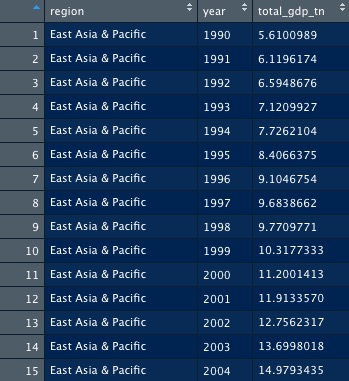 region year total_gdp_tn
1 East Asia & Pacific 1990 5.6100989
2 East Asia & Pacific 1991 6.1196174
3 East Asia & Pacific 1992 6.5948676
4 East Asia & Pacific 1993 7.1209927
5 East Asia & Pacific 1994 7.7262104
6 East Asia & Pacific 1995 8.4066375
7 East Asia & Pacific 1996 9.1046754
8 East Asia & Pacific 1997 9.6838662
9 East Asia & Pacific 1998 9.7709771
10 East Asia & Pacific 1999 10.3177333
11 East Asia & Pacific 2000 11.2001413
12 East Asia & Pacific 2001 11.9133570
13 East Asia & Pacific 2002 12.7562317
14 East Asia & Pacific 2003 13.6998018
15 East Asia & Pacific 2004 14.9793435